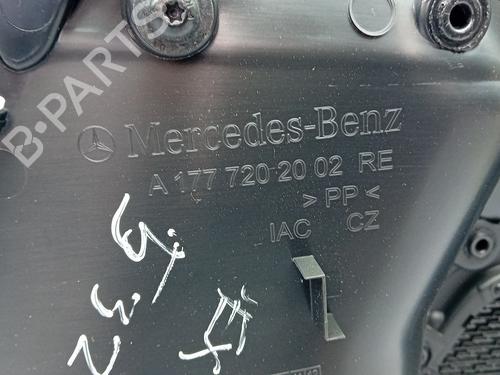 B-PARTS
Mercedes-Benz
A 177 720 20 02 RE
> PP <
IAC CZ